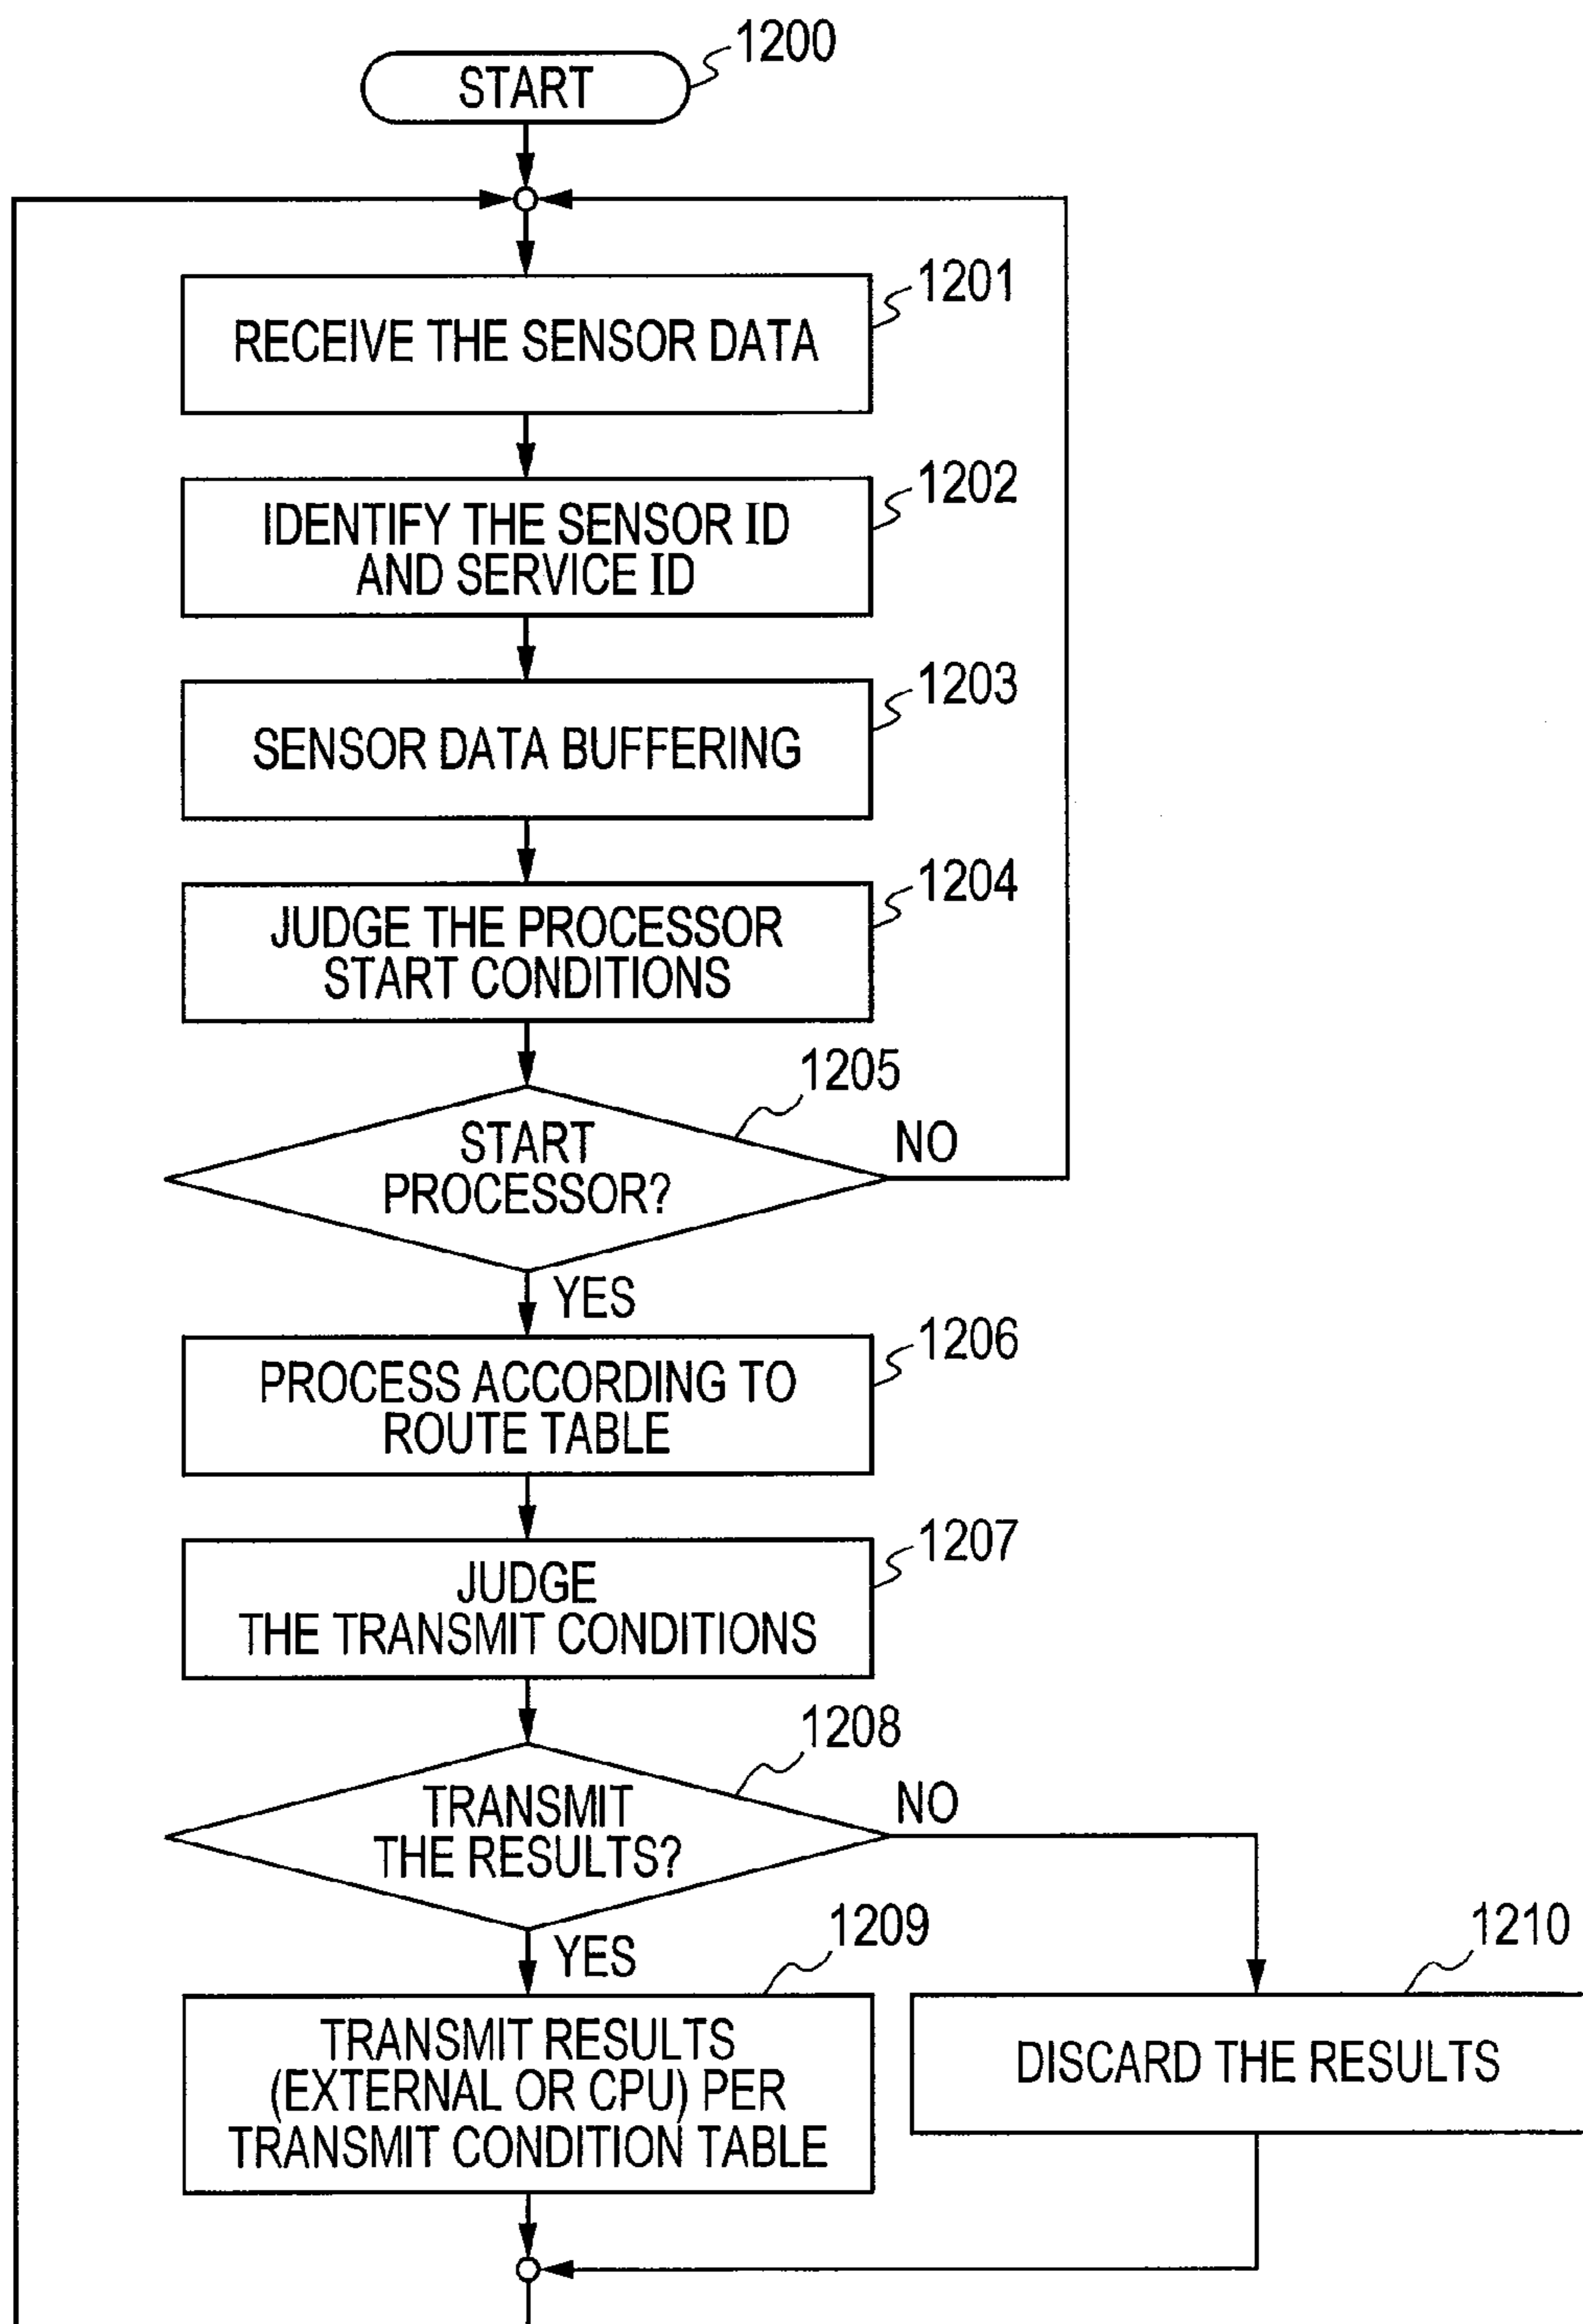 1200
START
1201
RECEIVE THE SENSOR DATA
1202
IDENTIFY THE SENSOR ID
AND SERVICE ID
1203
SENSOR DATA BUFFERING
1204
JUDGE THE PROCESSOR
START CONDITIONS
1205
START
PROCESSOR?
NO
YES
1206
PROCESS ACCORDING TO
ROUTE TABLE
1207
JUDGE
THE TRANSMIT CONDITIONS
1208
TRANSMIT
THE RESULTS?
NO
YES
1209
TRANSMIT RESULTS
(EXTERNAL OR CPU) PER
TRANSMIT CONDITION TABLE
1210
DISCARD THE RESULTS